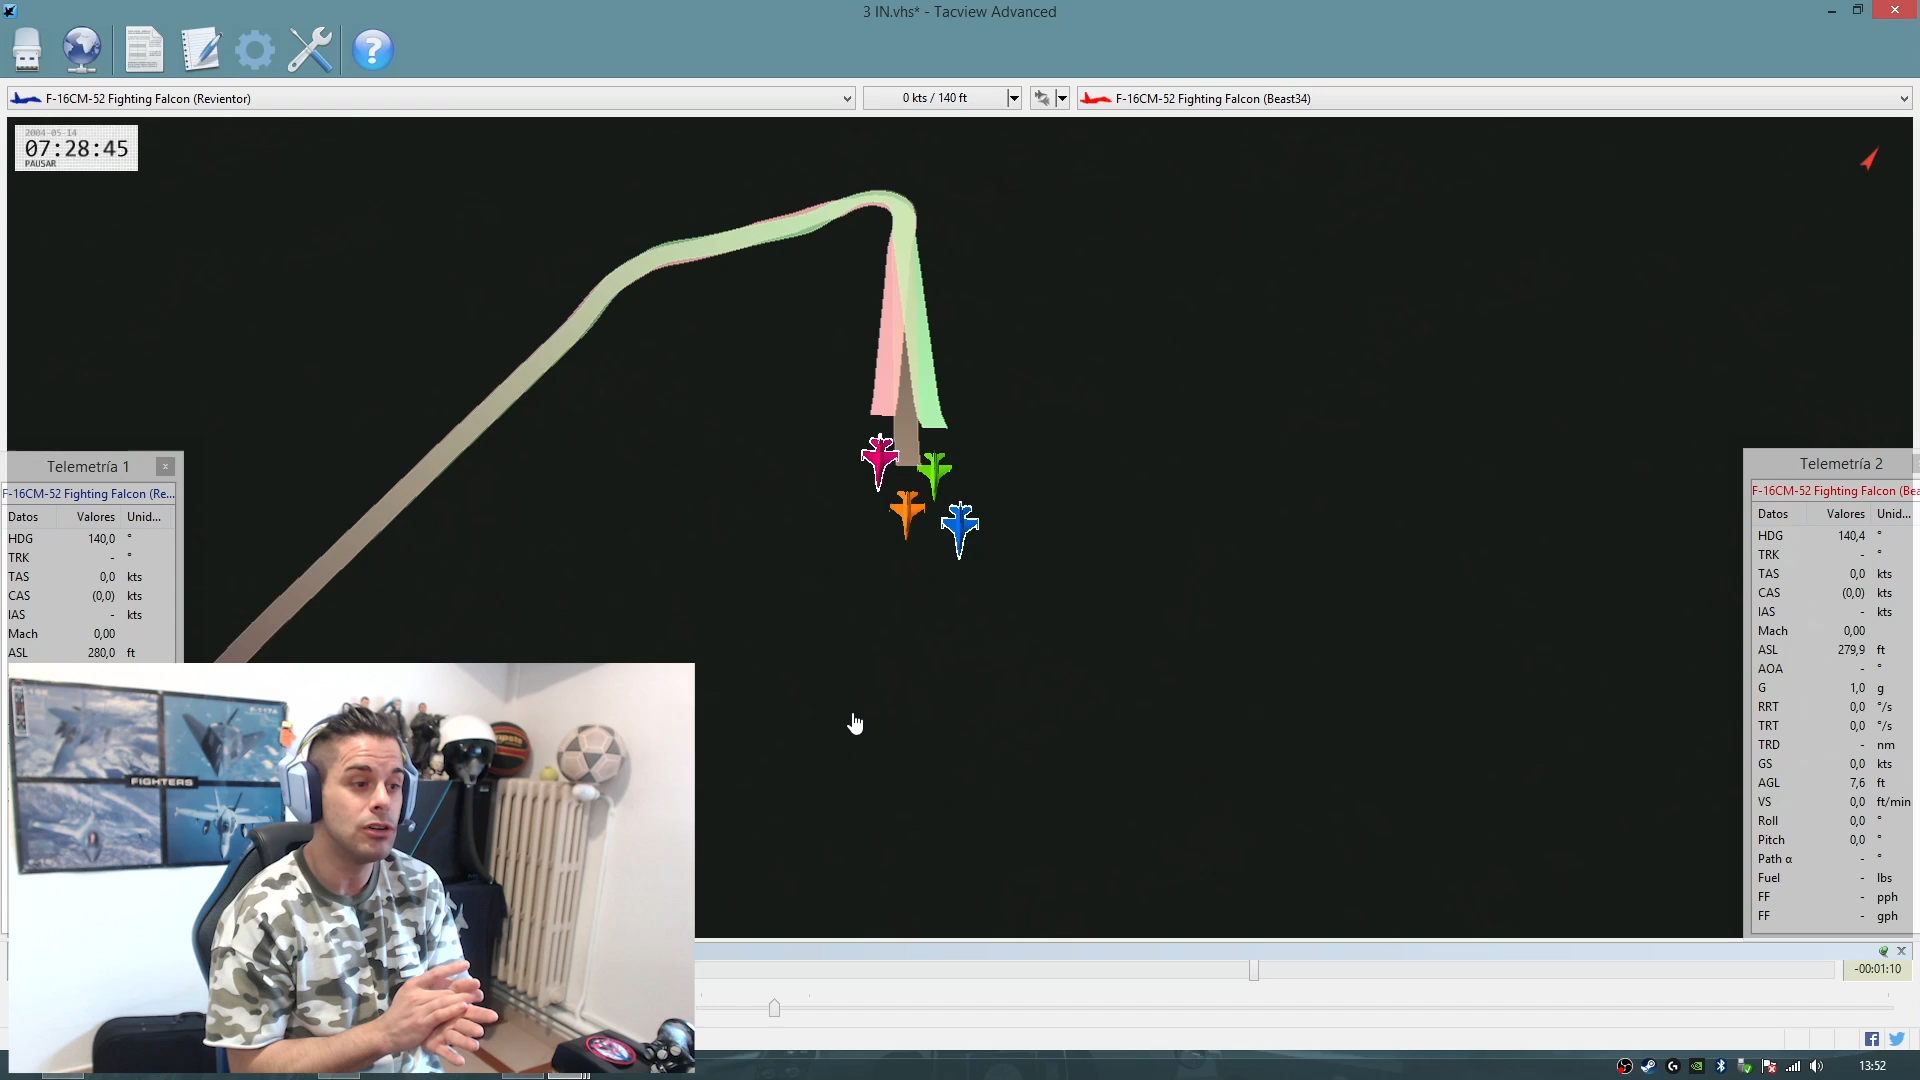 3 IN.vhs* - Tacview Advanced
F-16CM-52 Fighting Falcon (Revientor)
0 kts / 140 ft
F-16CM-52 Fighting Falcon (Beast34)
2004-05-14
07:28:45
PAUSAR
Telemetría 1
F-16CM-52 Fighting Falcon (Re...
Datos Valores Unid...
HDG 140,0 °
TRK - °
TAS 0,0 kts
CAS (0,0) kts
IAS - kts
Mach 0,00
ASL 280,0 ft
Telemetría 2
F-16CM-52 Fighting Falcon (Bea
Datos Valores Unid...
HDG 140,4 °
TRK - °
TAS 0,0 kts
CAS (0,0) kts
IAS - kts
Mach 0,00
ASL 279,9 ft
AOA - °
G 1,0 g
RRT 0,0 °/s
TRT 0,0 °/s
TRD - nm
GS 0,0 kts
AGL 7,6 ft
VS 0,0 ft/min
Roll 0,0 °
Pitch 0,0 °
Path α - °
Fuel - lbs
FF - pph
FF - gph
F-117A
FIGHTERS
-00:01:10
13:52